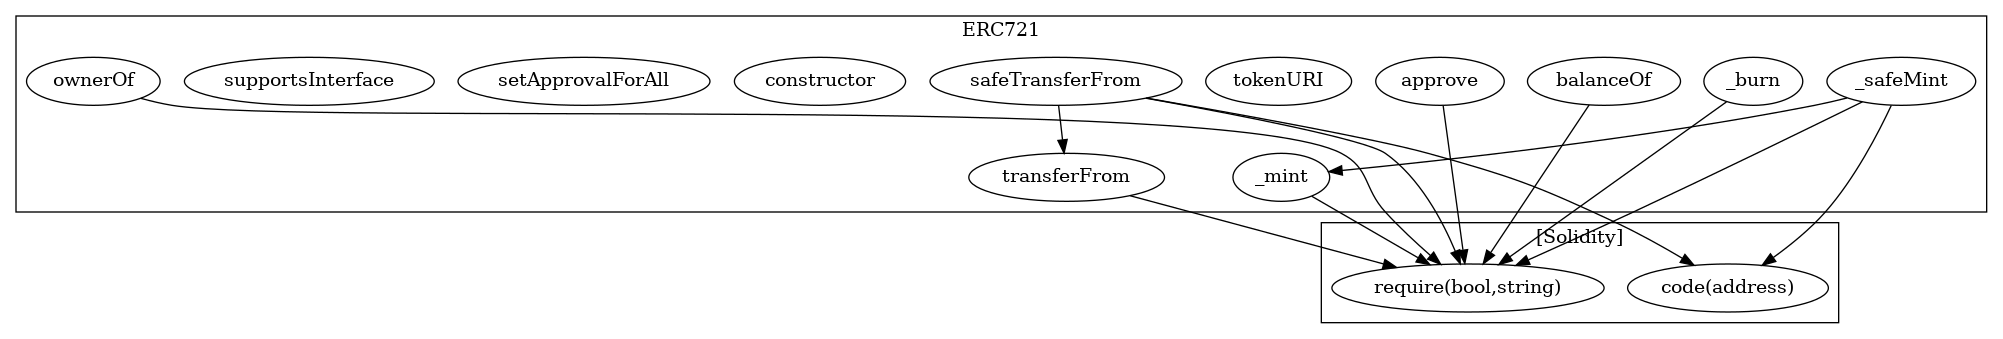 ERC721
ownerOf
supportsInterface
setApprovalForAll
constructor
safeTransferFrom
tokenURI
approve
balanceOf
_burn
_safeMint
transferFrom
_mint
[Solidity]
require(bool,string)
code(address)